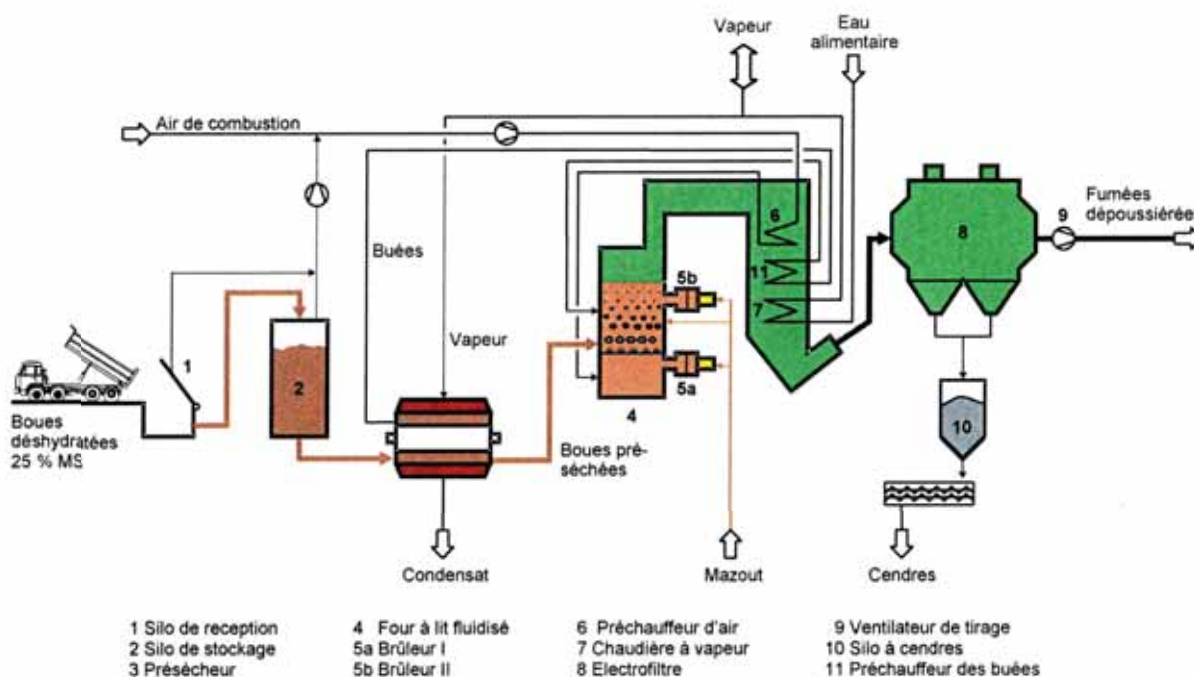 Vapeur
Eau
alimentaire
Air de combustion
Fumées
dépoussiérée
6
9
8
Buées
5b
11
1
7
Vapeur
2
5a
4
10
Boues
déshydratées
25 % MS
Boues pré-
séchées
Condensat
Mazout
Cendres
1 Silo de reception
2 Silo de stockage
3 Présécheur
4 Four à lit fluidisé
5a Brûleur I
5b Brûleur II
6 Préchauffeur d'air
7 Chaudière à vapeur
8 Electrofiltre
9 Ventilateur de tirage
10 Silo à cendres
11 Préchauffeur des buées